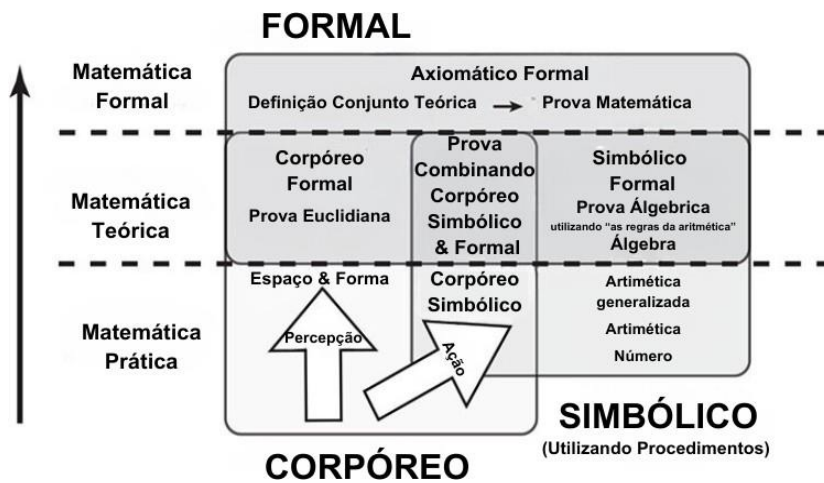 FORMAL
Matemática
Formal
Axiomático Formal
Definição Conjunto Teórica → Prova Matemática
Matemática
Teórica
Corpóreo
Formal
Prova Euclidiana
Prova
Combinando
Corpóreo
Simbólico
& Formal
Simbólico
Formal
Prova Álgebrica
utilizando "as regras da aritmética"
Álgebra
Matemática
Prática
Espaço & Forma
Percepção
Corpóreo
Simbólico
Ação
Artimética
generalizada
Artimética
Número
SIMBÓLICO
(Utilizando Procedimentos)
CORPÓREO